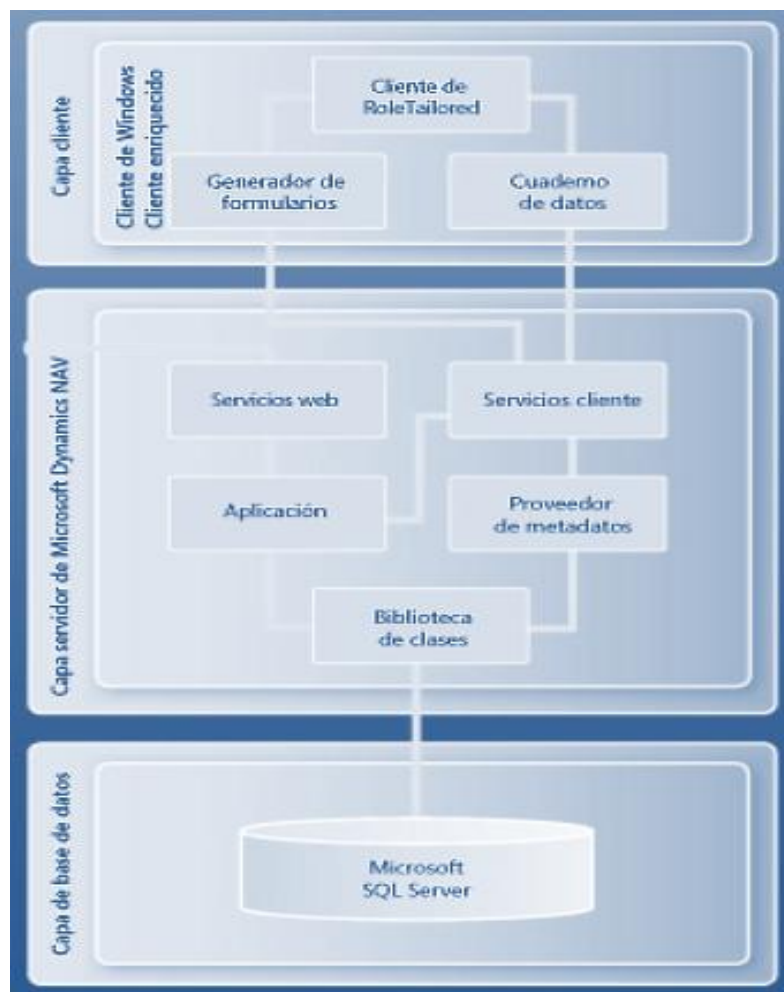 Capa cliente
Cliente de Windows
Cliente enriquecido
Cliente de
RoleTailored
Generador de
formularios
Cuaderno
de datos
Capa servidor de Microsoft Dynamics NAV
Servicios web
Servicios cliente
Aplicación
Proveedor
de metadatos
Biblioteca
de clases
Capa de base de datos
Microsoft
SQL Server